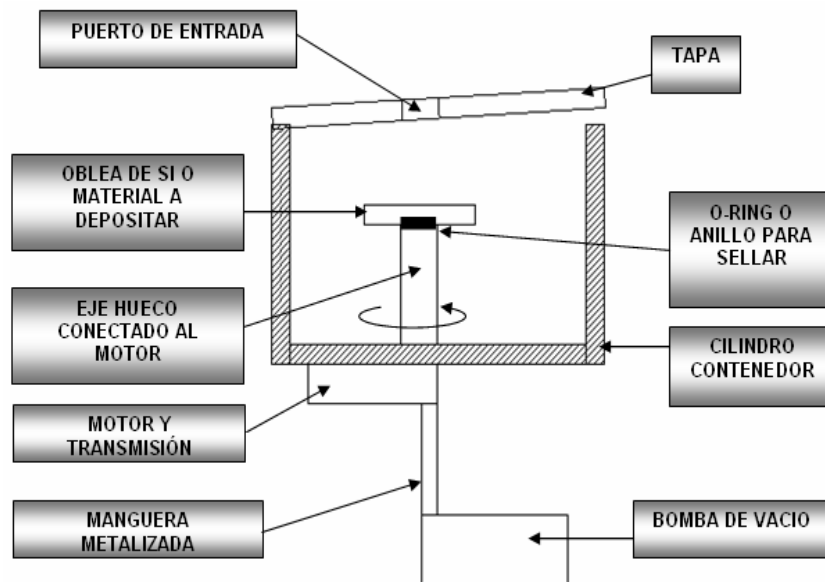 PUERTO DE ENTRADA
TAPA
OBLEA DE SI O
MATERIAL A
DEPOSITAR
O-RING O
ANILLO PARA
SELLAR
EJE HUECO
CONECTADO AL
MOTOR
CILINDRO
CONTENEDOR
MOTOR Y
TRANSMISIÓN
MANGUERA
METALIZADA
BOMBA DE VACIO